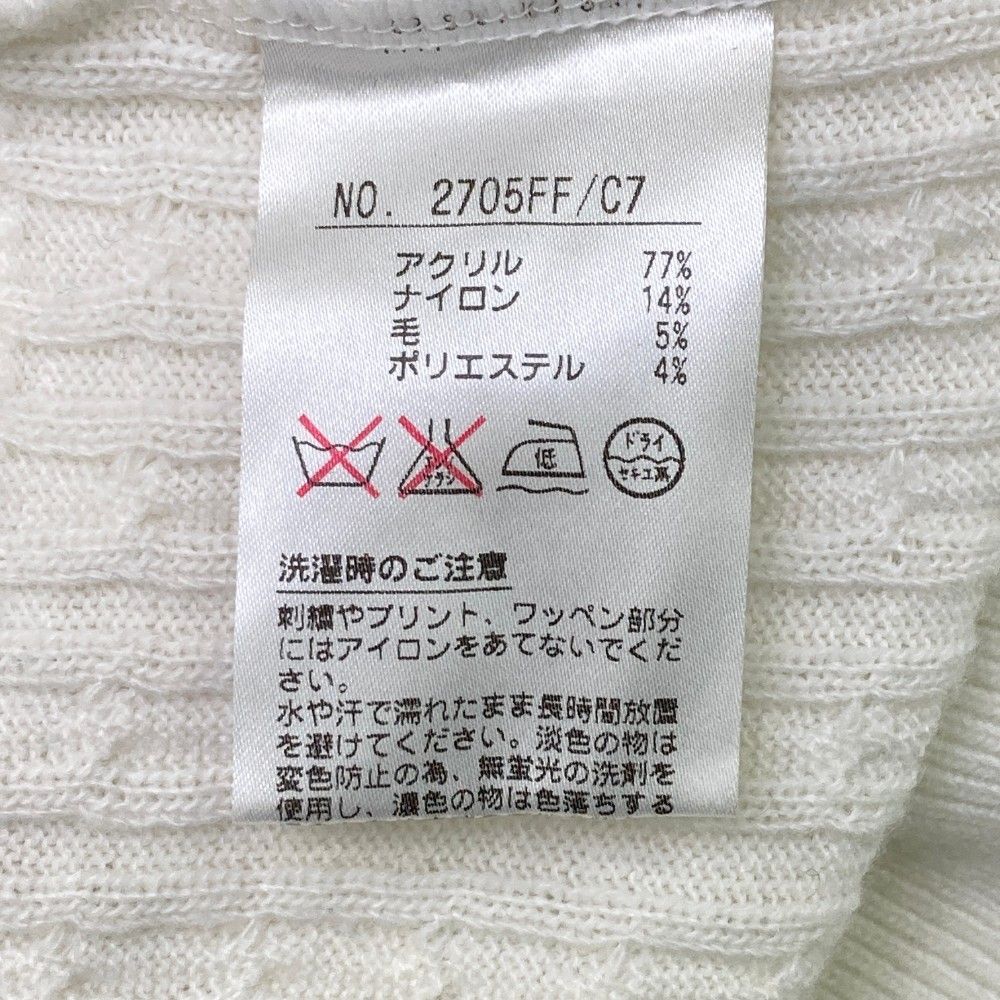 NO. 2705FF/C7
アクリル 77%
ナイロン 14%
毛 5%
ポリエステル 4%
エンソ サラシ 低 ドライ セキユ系
洗濯時のご注意
刺繍やプリント、ワッペン部分
にはアイロンをあてないでくだ
さい。
水や汗で濡れたまま長時間放置
を避けてください。淡色の物は
変色防止の為、無蛍光の洗剤を
使用し、濃色の物は色落ちする